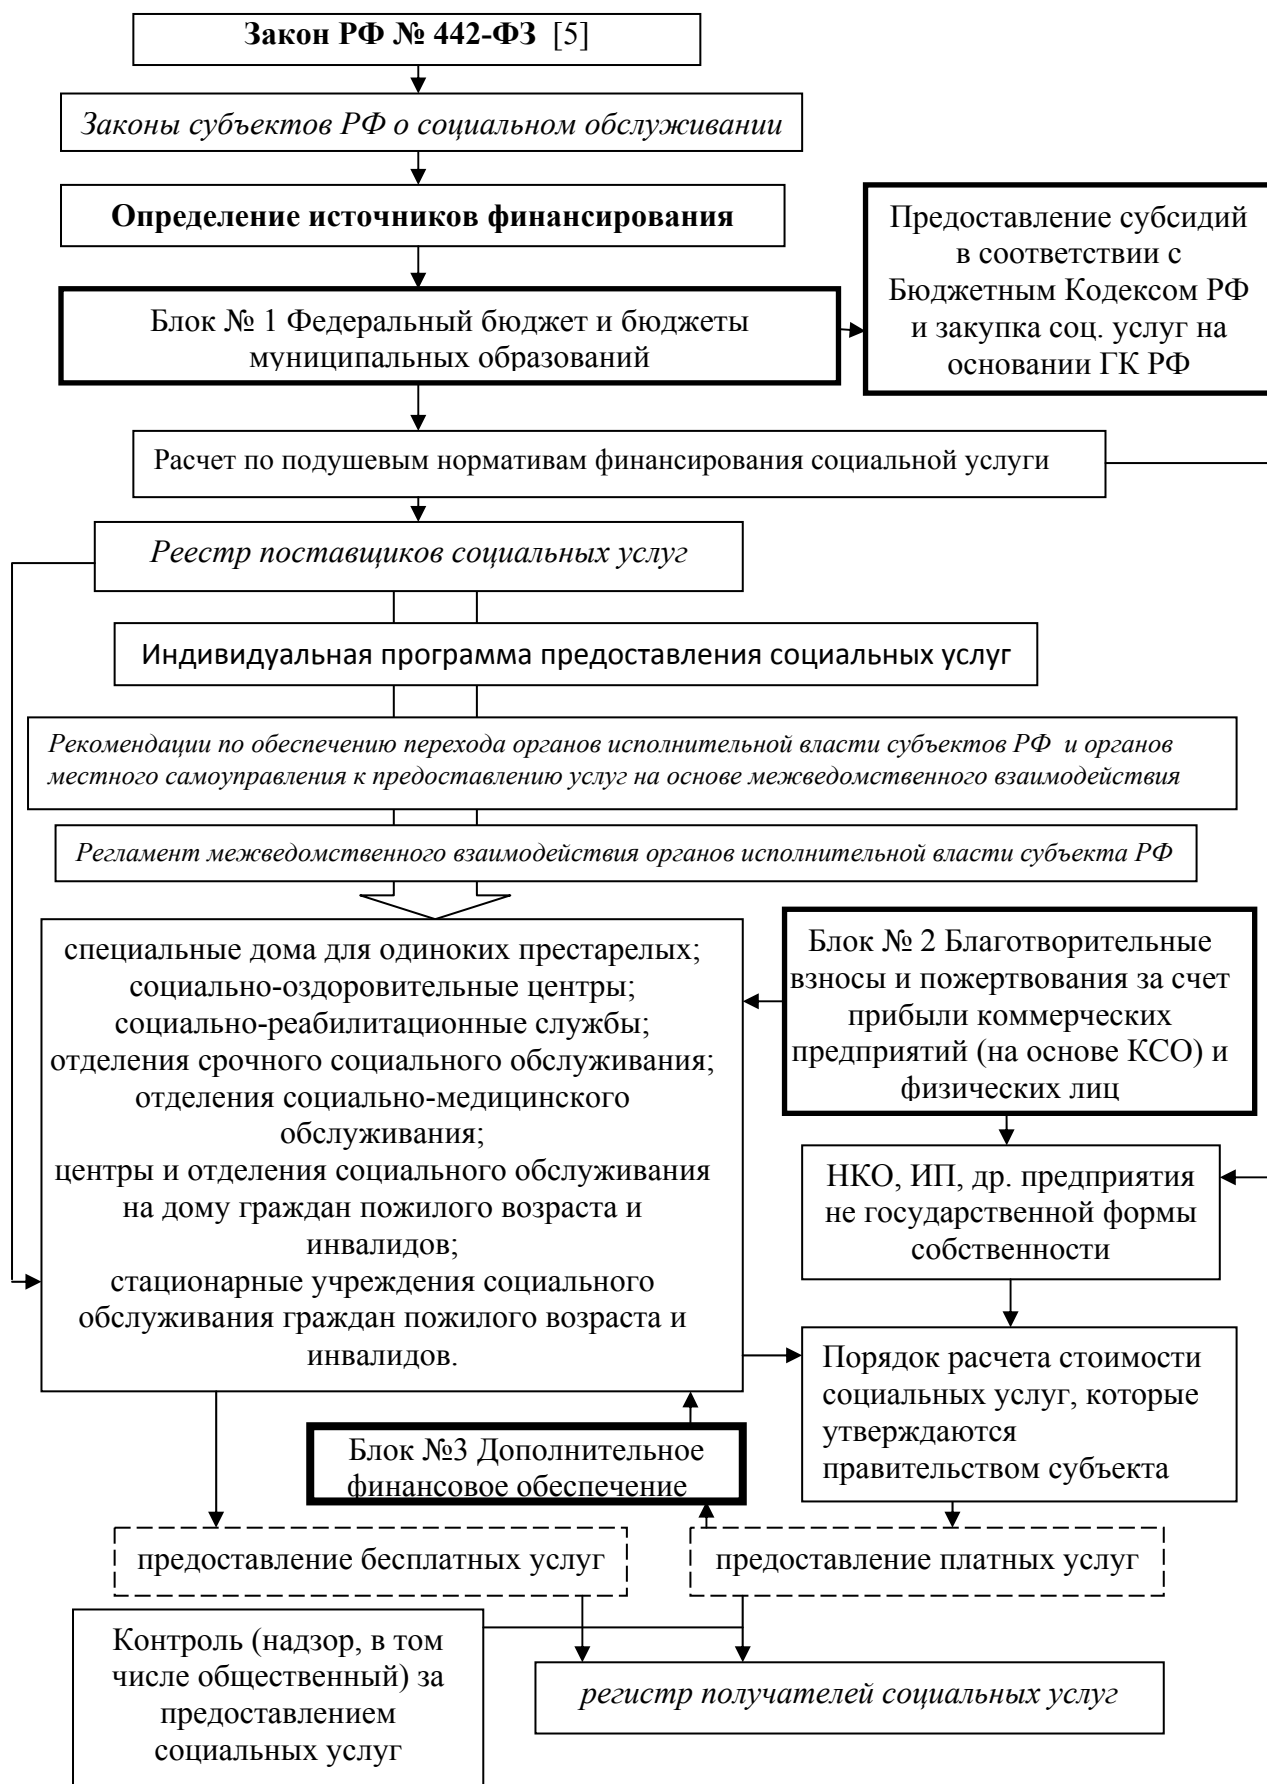 Закон РФ № 442-ФЗ [5]
Законы субъектов РФ о социальном обслуживании
Определение источников финансирования
Предоставление субсидий
в соответствии с
Бюджетным Кодексом РФ
и закупка соц. услуг на
основании ГК РФ
Блок № 1 Федеральный бюджет и бюджеты
муниципальных образований
Расчет по подушевым нормативам финансирования социальной услуги
Реестр поставщиков социальных услуг
Индивидуальная программа предоставления социальных услуг
Рекомендации по обеспечению перехода органов исполнительной власти субъектов РФ и органов
местного самоуправления к предоставлению услуг на основе межведомственного взаимодействия
Регламент межведомственного взаимодействия органов исполнительной власти субъекта РФ
специальные дома для одиноких престарелых;
социально-оздоровительные центры;
социально-реабилитационные службы;
отделения срочного социального обслуживания;
отделения социально-медицинского
обслуживания;
центры и отделения социального обслуживания
на дому граждан пожилого возраста и
инвалидов;
стационарные учреждения социального
обслуживания граждан пожилого возраста и
инвалидов.
Блок № 2 Благотворительные
взносы и пожертвования за счет
прибыли коммерческих
предприятий (на основе КСО) и
физических лиц
НКО, ИП, др. предприятия
не государственной формы
собственности
Порядок расчета стоимости
социальных услуг, которые
утверждаются
правительством субъекта
Блок №3 Дополнительное
финансовое обеспечение
предоставление бесплатных услуг
предоставление платных услуг
Контроль (надзор, в том
числе общественный) за
предоставлением
социальных услуг
регистр получателей социальных услуг